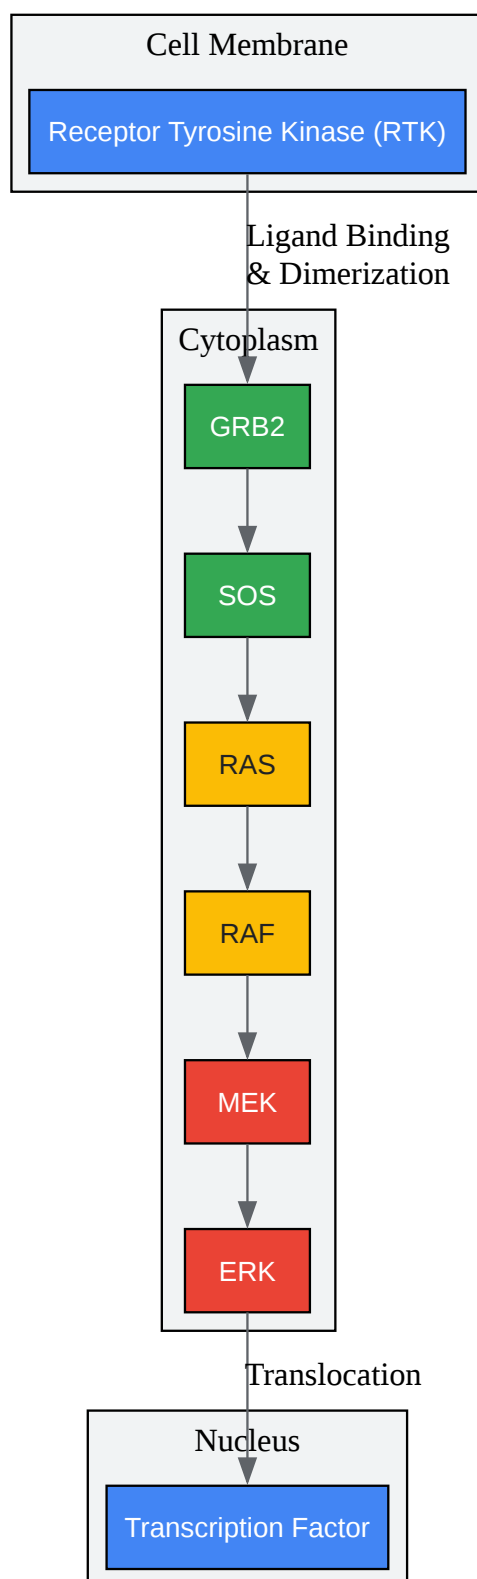 Cell Membrane
Receptor Tyrosine Kinase (RTK)
Ligand Binding
& Dimerization
Cytoplasm
GRB2
SOS
RAS
RAF
MEK
ERK
Translocation
Nucleus
Transcription Factor